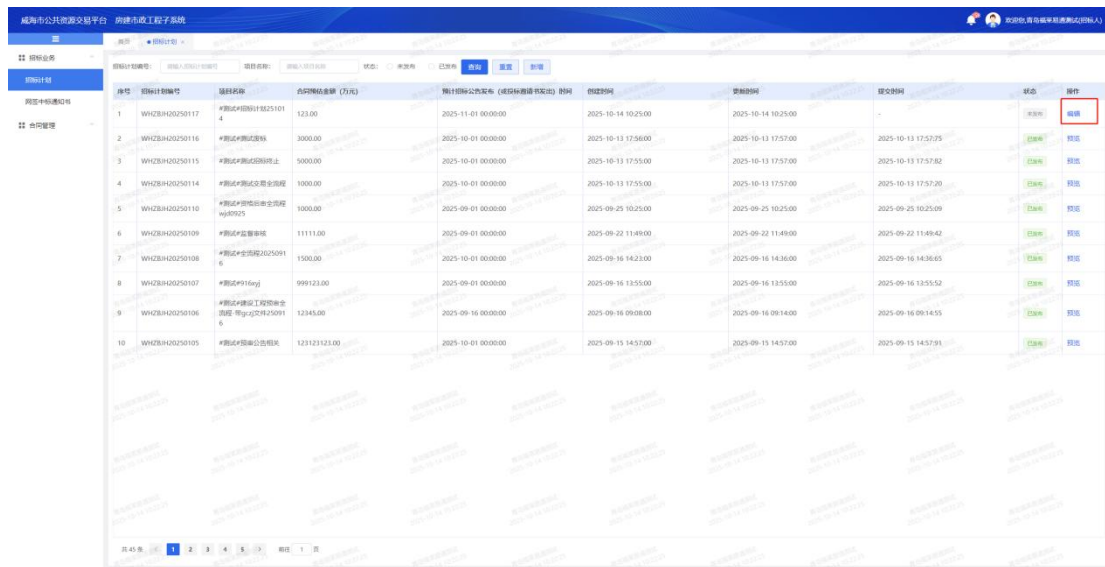 威海市公共资源交易平台 房建市政工程子系统
欢迎您,青岛福莱易通测试(招标人)
首页 招标计划 ×
招标业务
招标计划
网签中标通知书
合同管理
招标计划编号: 请输入招标计划编号 项目名称: 请输入项目名称 状态: 未发布 已发布 查询 重置 新增
序号 招标计划编号 项目名称 合同预估金额 (万元) 预计招标公告发布 (或投标邀请书发出) 时间 创建时间 更新时间 提交时间 状态 操作
1 WHZBJH20250117 #测试#招标计划251014 123.00 2025-11-01 00:00:00 2025-10-14 10:25:00 2025-10-14 10:25:00 - 未发布 编辑
2 WHZBJH20250116 #测试#测试废标 3000.00 2025-10-01 00:00:00 2025-10-13 17:56:00 2025-10-13 17:57:00 2025-10-13 17:57:75 已发布 预览
3 WHZBJH20250115 #测试#测试招标终止 5000.00 2025-10-01 00:00:00 2025-10-13 17:55:00 2025-10-13 17:57:00 2025-10-13 17:57:82 已发布 预览
4 WHZBJH20250114 #测试#测试交易全流程 1000.00 2025-10-01 00:00:00 2025-10-13 17:55:00 2025-10-13 17:57:00 2025-10-13 17:57:20 已发布 预览
5 WHZBJH20250110 #测试#资格后审全流程wjd0925 1000.00 2025-09-01 00:00:00 2025-09-25 10:25:00 2025-09-25 10:25:00 2025-09-25 10:25:09 已发布 预览
6 WHZBJH20250109 #测试#监督审核 11111.00 2025-09-01 00:00:00 2025-09-22 11:49:00 2025-09-22 11:49:00 2025-09-22 11:49:42 已发布 预览
7 WHZBJH20250108 #测试#全流程20250916 1500.00 2025-10-01 00:00:00 2025-09-16 14:23:00 2025-09-16 14:36:00 2025-09-16 14:36:65 已发布 预览
8 WHZBJH20250107 #测试#916xyj 999123.00 2025-09-01 00:00:00 2025-09-16 13:55:00 2025-09-16 13:55:00 2025-09-16 13:55:52 已发布 预览
9 WHZBJH20250106 #测试#建设工程预审全流程-带gczj文件250916 12345.00 2025-09-16 00:00:00 2025-09-16 09:08:00 2025-09-16 09:14:00 2025-09-16 09:14:55 已发布 预览
10 WHZBJH20250105 #测试#预审公告相关 123123123.00 2025-10-01 00:00:00 2025-09-15 14:57:00 2025-09-15 14:57:00 2025-09-15 14:57:91 已发布 预览
共 45 条 1 2 3 4 5 前往 1 页